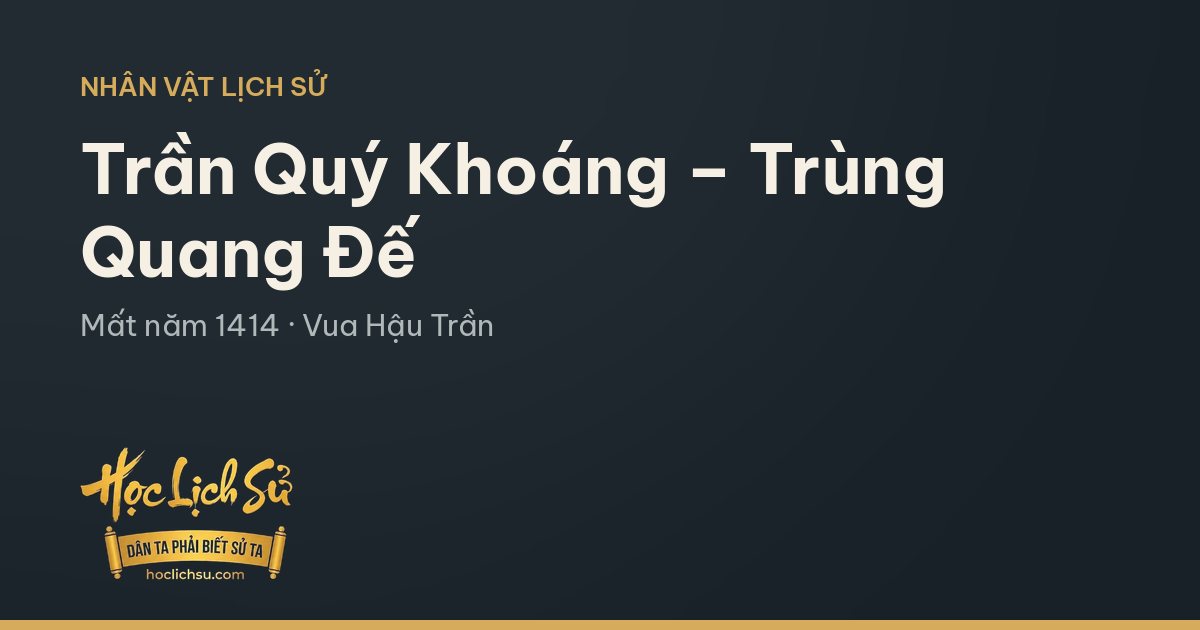 NHÂN VẬT LỊCH SỬ
Trần Quý Khoáng – Trùng
Quang Đế
Mất năm 1414 · Vua Hậu Trần
Học Lịch Sử
DÂN TA PHẢI BIẾT SỬ TA
hoclichsu.com